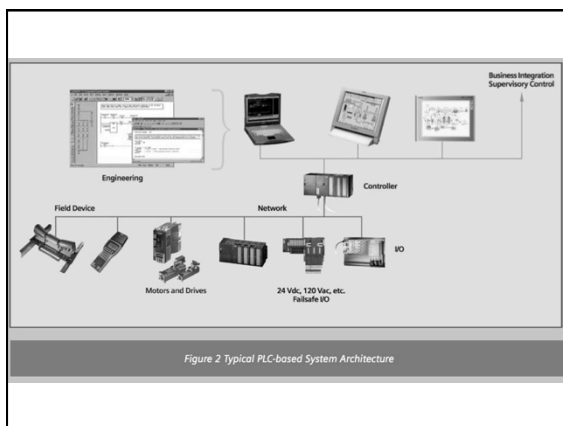 Business Integration
Supervisory Control
Engineering
Controller
Field Device
Network
I/O
Motors and Drives
24 Vdc, 120 Vac, etc.
Failsafe I/O
Figure 2 Typical PLC-based System Architecture